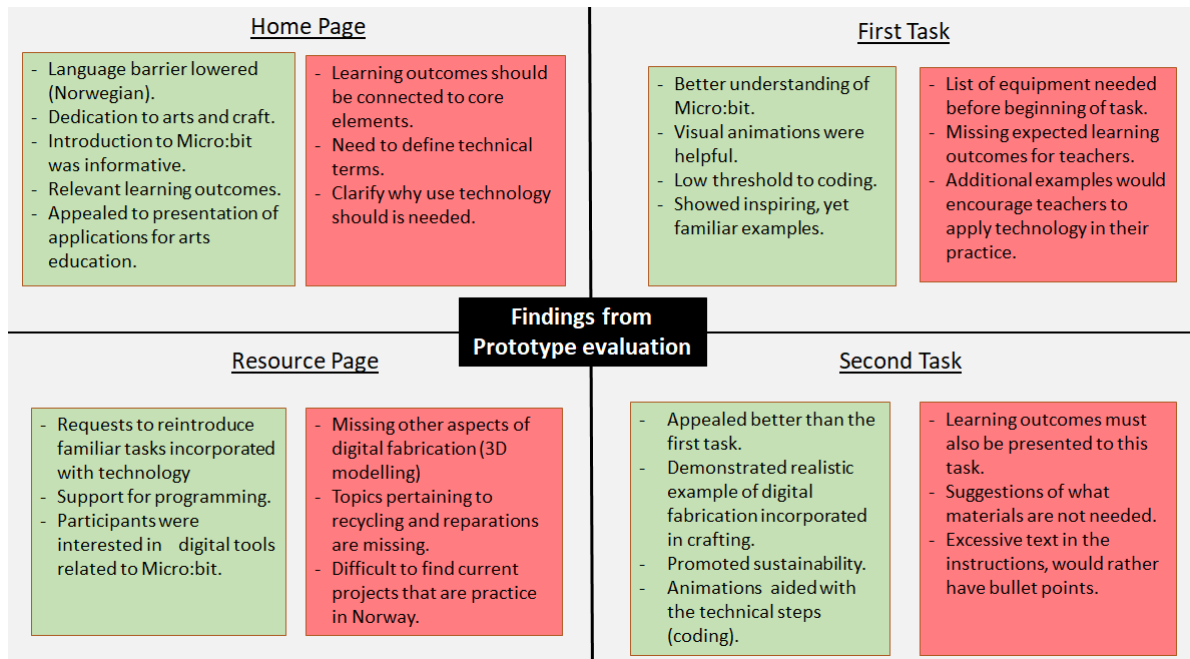 Home Page
- Language barrier lowered
(Norwegian).
- Dedication to arts and craft.
- Introduction to Micro:bit
was informative.
- Relevant learning outcomes.
- Appealed to presentation of
applications for arts
education.
- Learning outcomes should
be connected to core
elements.
- Need to define technical
terms.
- Clarify why use technology
should is needed.
First Task
- Better understanding of
Micro:bit.
- Visual animations were
helpful.
- Low threshold to coding.
- Showed inspiring, yet
familiar examples.
- List of equipment needed
before beginning of task.
- Missing expected learning
outcomes for teachers.
- Additional examples would
encourage teachers to
apply technology in their
practice.
Findings from
Prototype evaluation
Resource Page
- Requests to reintroduce
familiar tasks incorporated
with technology
- Support for programming.
- Participants were
interested in digital tools
related to Micro:bit.
- Missing other aspects of
digital fabrication (3D
modelling)
- Topics pertaining to
recycling and reparations
are missing.
- Difficult to find current
projects that are practice
in Norway.
Second Task
- Appealed better than the
first task.
- Demonstrated realistic
example of digital
fabrication incorporated
in crafting.
- Promoted sustainability.
- Animations aided with
the technical steps
(coding).
- Learning outcomes must
also be presented to this
task.
- Suggestions of what
materials are not needed.
- Excessive text in the
instructions, would rather
have bullet points.